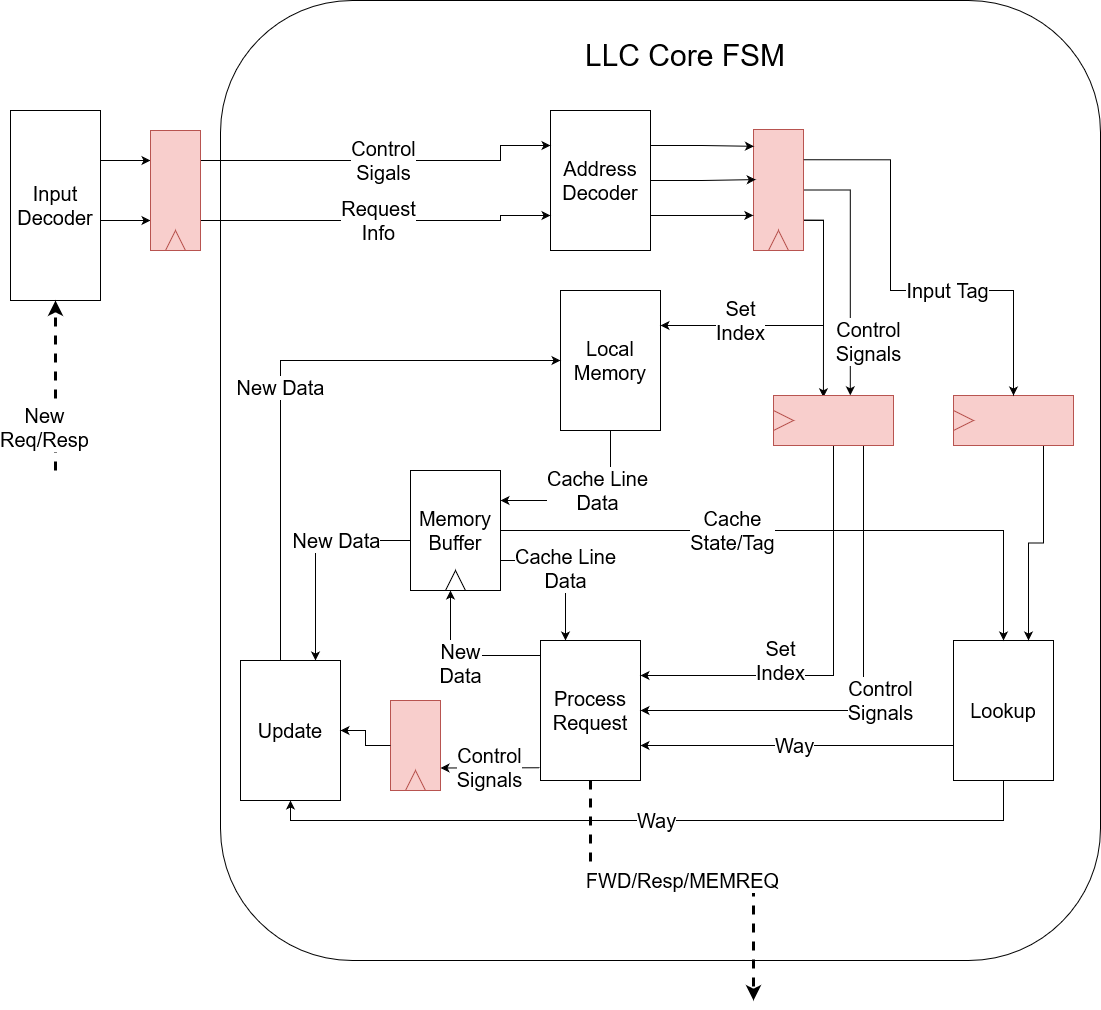 LLC Core FSM
Control
Sigals
Input
Decoder
Address
Decoder
Request
Info
Input Tag
Set
Index
Control
Signals
Local
Memory
New Data
New
Req/Resp
Cache Line
Data
Memory
Buffer
Cache
State/Tag
New Data
Cache Line
Data
New
Data
Set
Index
Control
Signals
Process
Request
Lookup
Update
Way
Control
Signals
Way
FWD/Resp/MEMREQ